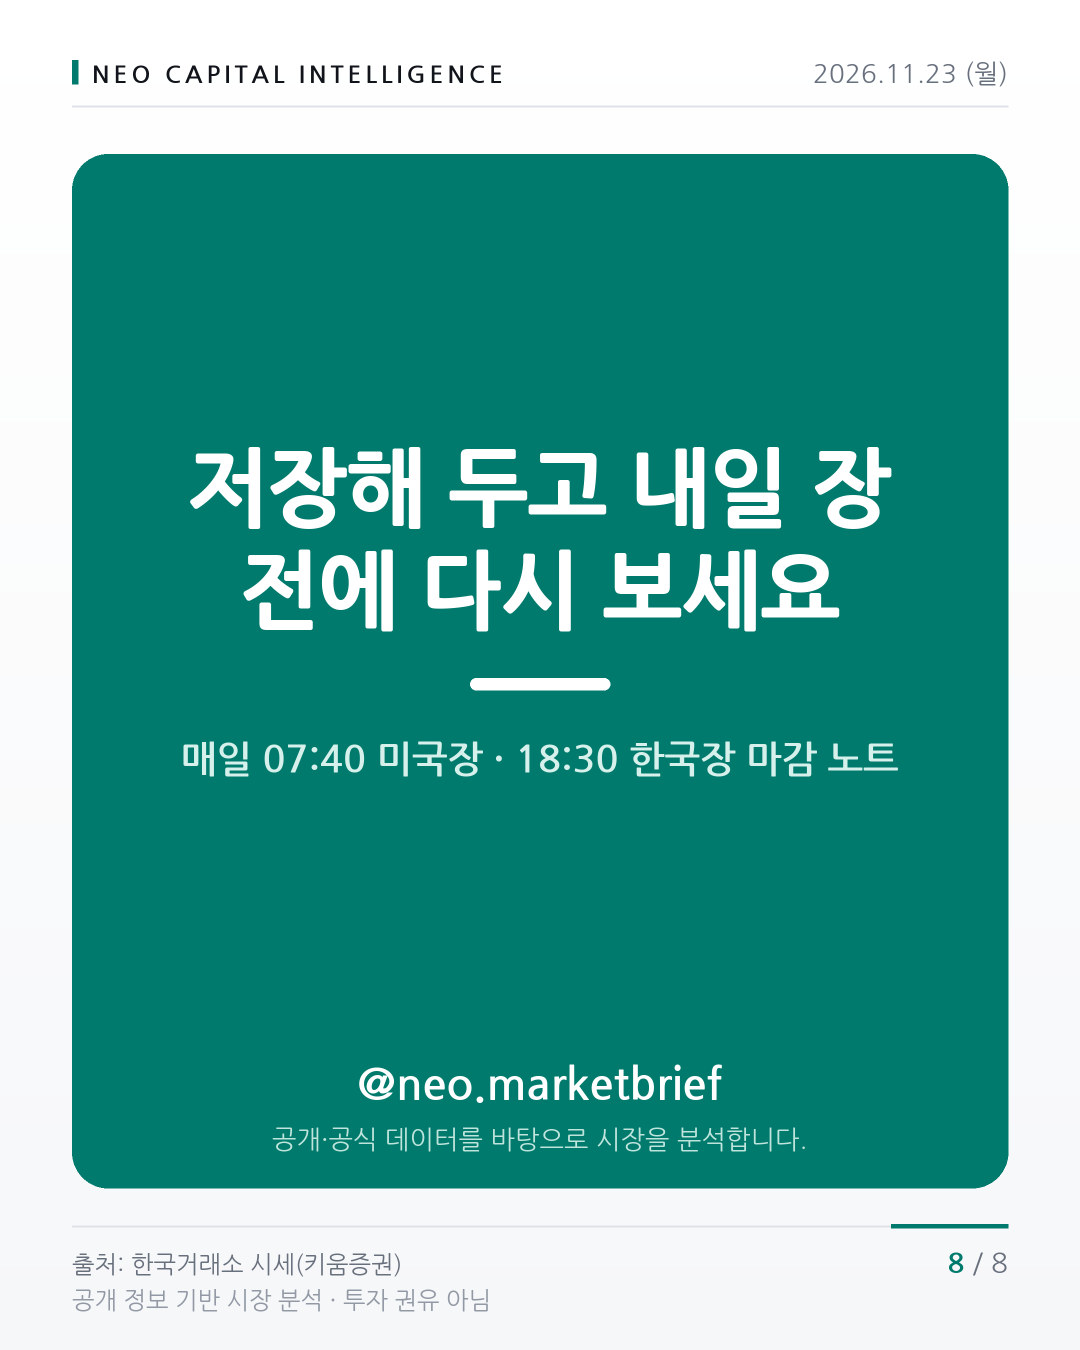 NEO CAPITAL INTELLIGENCE
2026.11.23 (월)
저장해 두고 내일 장
전에 다시 보세요
매일 07:40 미국장 · 18:30 한국장 마감 노트
@neo.marketbrief
공개·공식 데이터를 바탕으로 시장을 분석합니다.
출처: 한국거래소 시세(키움증권)
8 / 8
공개 정보 기반 시장 분석 · 투자 권유 아님